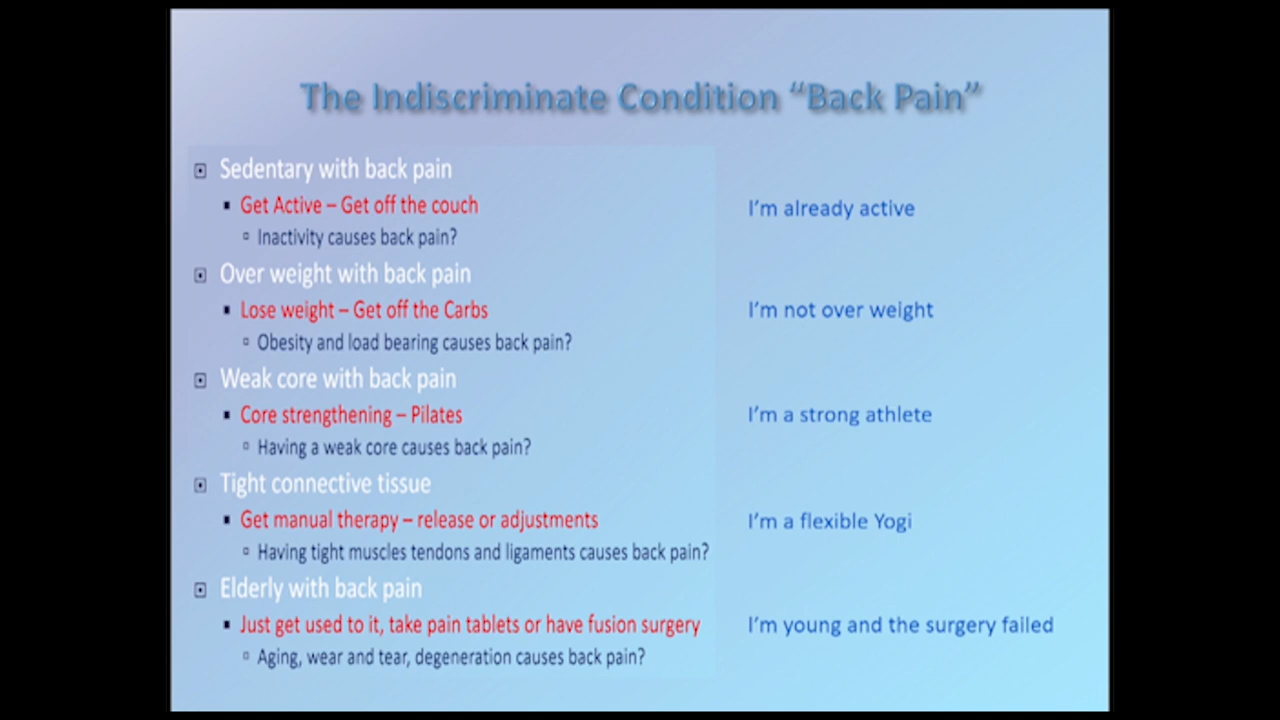 The Indiscriminate Condition “Back Pain”
Sedentary with back pain
Get Active – Get off the couch
I’m already active
Inactivity causes back pain?
Over weight with back pain
Lose weight – Get off the Carbs
I’m not over weight
Obesity and load bearing causes back pain?
Weak core with back pain
Core strengthening – Pilates
I’m a strong athlete
Having a weak core causes back pain?
Tight connective tissue
Get manual therapy – release or adjustments
I’m a flexible Yogi
Having tight muscles tendons and ligaments causes back pain?
Elderly with back pain
Just get used to it, take pain tablets or have fusion surgery
I’m young and the surgery failed
Aging, wear and tear, degeneration causes back pain?